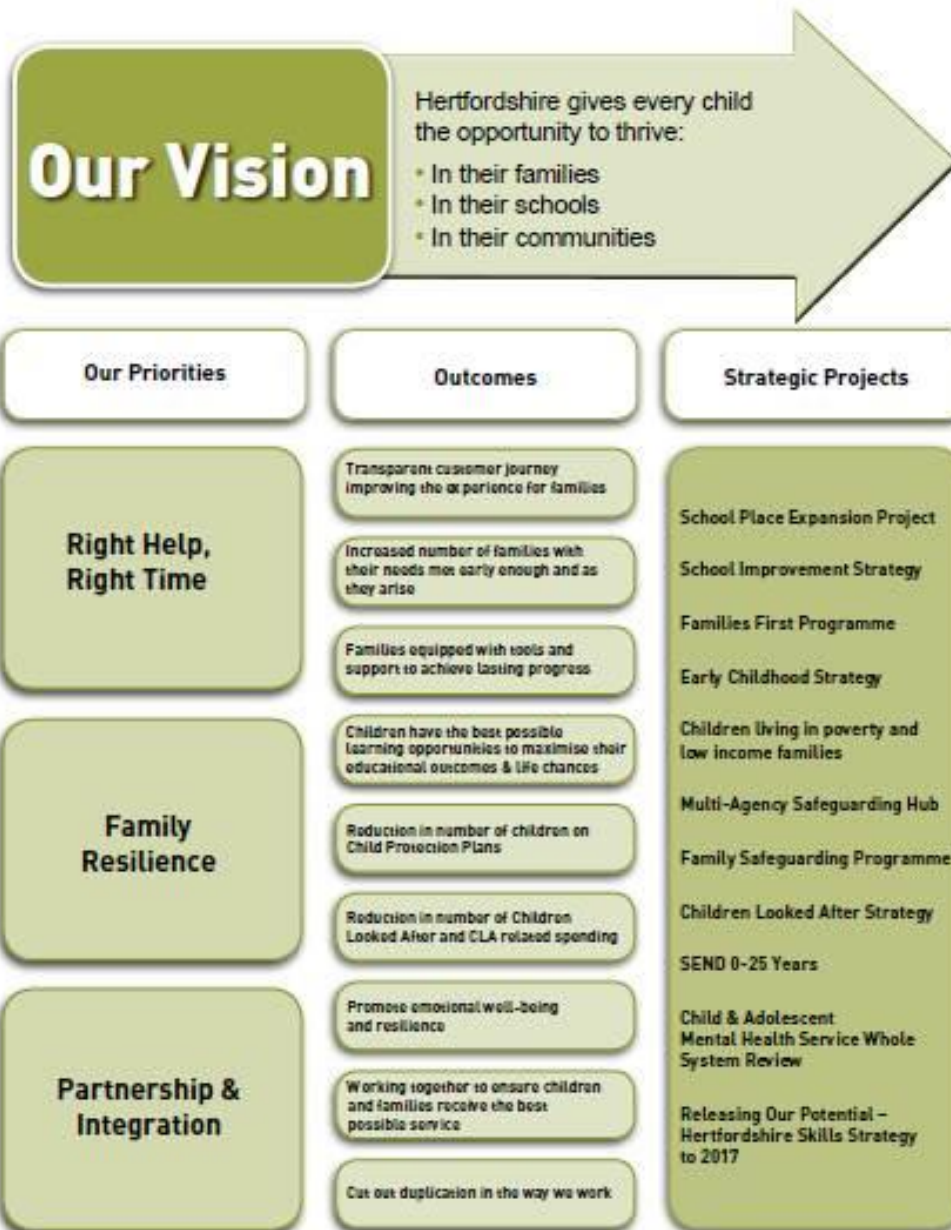 Our Vision
Hertfordshire gives every child
the opportunity to thrive:
• In their families
• In their schools
• In their communities
Our Priorities
Outcomes
Strategic Projects
Right Help,
Right Time
Family
Resilience
Partnership &
Integration
Transparent customer journey
improving the experience for families
Increased number of families with
their needs met early enough and as
they arise
Families equipped with tools and
support to achieve lasting progress
Children have the best possible
learning opportunities to maximise their
educational outcomes & life chances
Reduction in number of children on
Child Protection Plans
Reduction in number of Children
Looked After and CLA related spending
Promote emotional well-being
and resilience
Working together to ensure children
and families receive the best
possible service
Cut out duplication in the way we work
School Place Expansion Project
School Improvement Strategy
Families First Programme
Early Childhood Strategy
Children living in poverty and
low income families
Multi-Agency Safeguarding Hub
Family Safeguarding Programme
Children Looked After Strategy
SEND 0-25 Years
Child & Adolescent
Mental Health Service Whole
System Review
Releasing Our Potential –
Hertfordshire Skills Strategy
to 2017